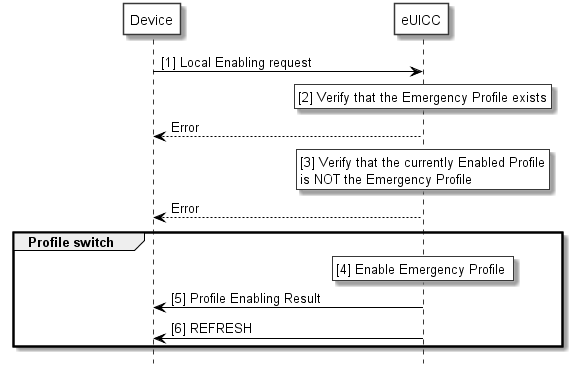 Device
eUICC
[1] Local Enabling request
[2] Verify that the Emergency Profile exists
Error
[3] Verify that the currently Enabled Profile
is NOT the Emergency Profile
Error
Profile switch
[4] Enable Emergency Profile
[5] Profile Enabling Result
[6] REFRESH